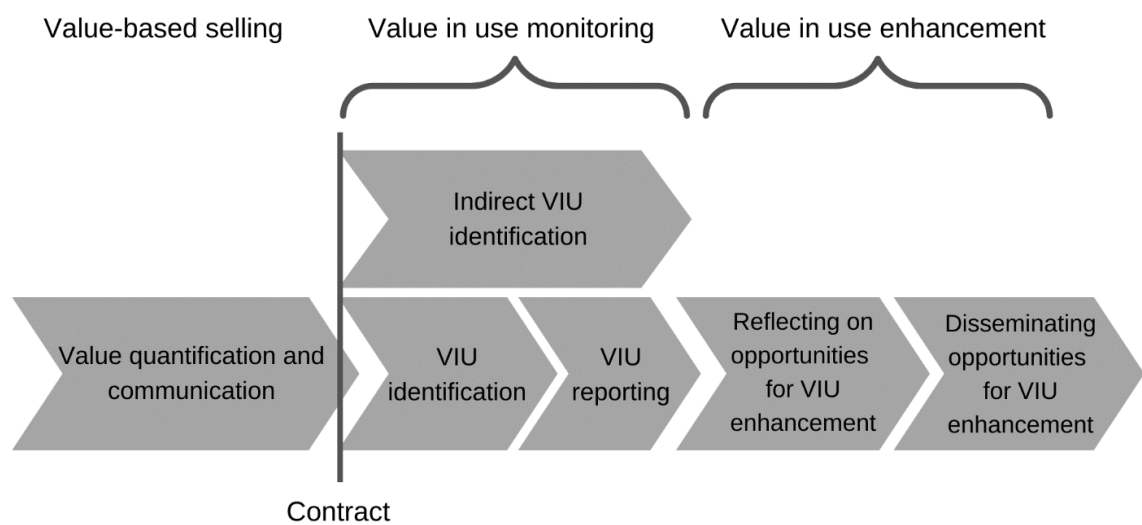 Value-based selling
Value in use monitoring
Value in use enhancement
Indirect VIU
identification
Value quantification and
communication
VIU
identification
VIU
reporting
Reflecting on
opportunities
for VIU
enhancement
Disseminating
opportunities
for VIU
enhancement
Contract